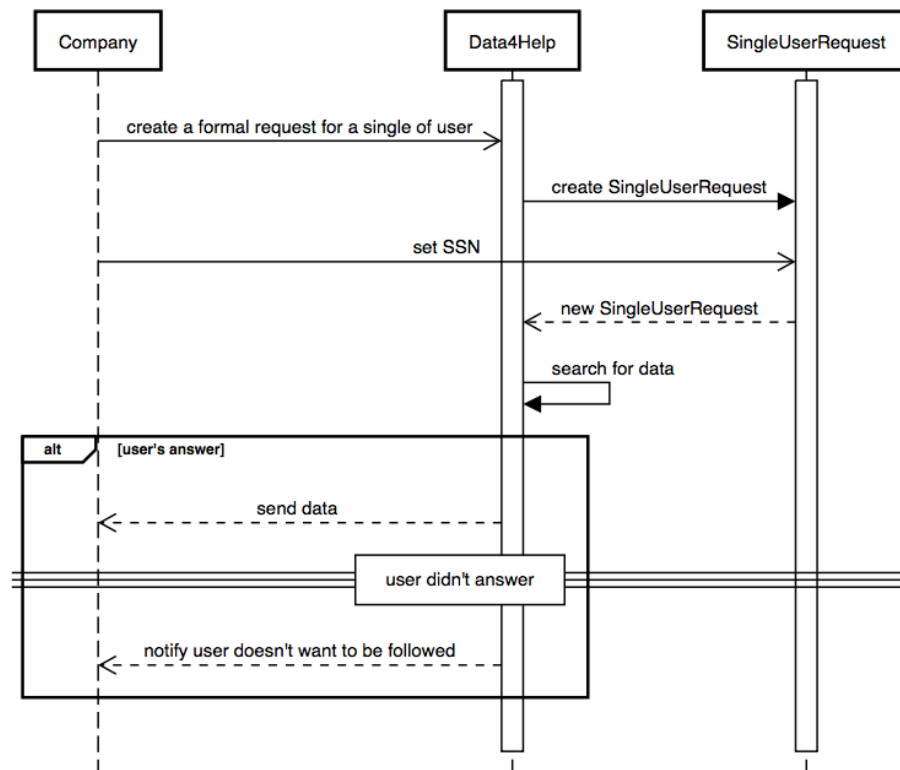 Company
Data4Help
SingleUserRequest
create a formal request for a single of user
create SingleUserRequest
set SSN
new SingleUserRequest
search for data
alt
[user's answer]
send data
user didn't answer
notify user doesn't want to be followed